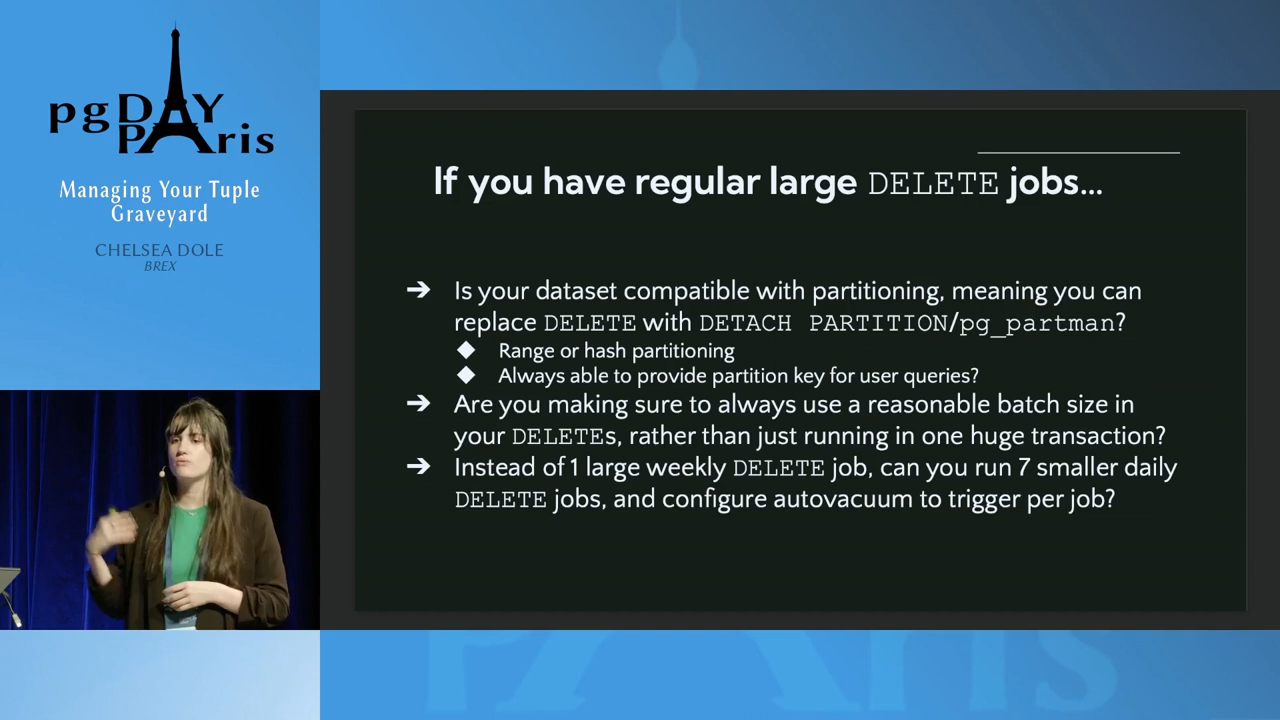 pgDAY
PAris
Managing Your Tuple
Graveyard
CHELSEA DOLE
BREX
If you have regular large DELETE jobs...
➔ Is your dataset compatible with partitioning, meaning you can
replace DELETE with DETACH PARTITION/pg_partman?
◆ Range or hash partitioning
◆ Always able to provide partition key for user queries?
➔ Are you making sure to always use a reasonable batch size in
your DELETEs, rather than just running in one huge transaction?
➔ Instead of 1 large weekly DELETE job, can you run 7 smaller daily
DELETE jobs, and configure autovacuum to trigger per job?